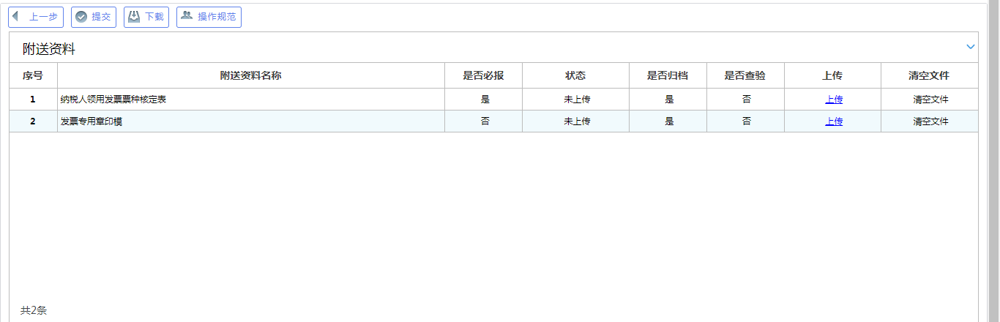 上一步 提交 下载 操作规范
附送资料
序号 附送资料名称 是否必报 状态 是否归档 是否查验 上传 清空文件
1 纳税人领用发票票种核定表 是 未上传 是 否 上传 清空文件
2 发票专用章印模 否 未上传 是 否 上传 清空文件
共2条